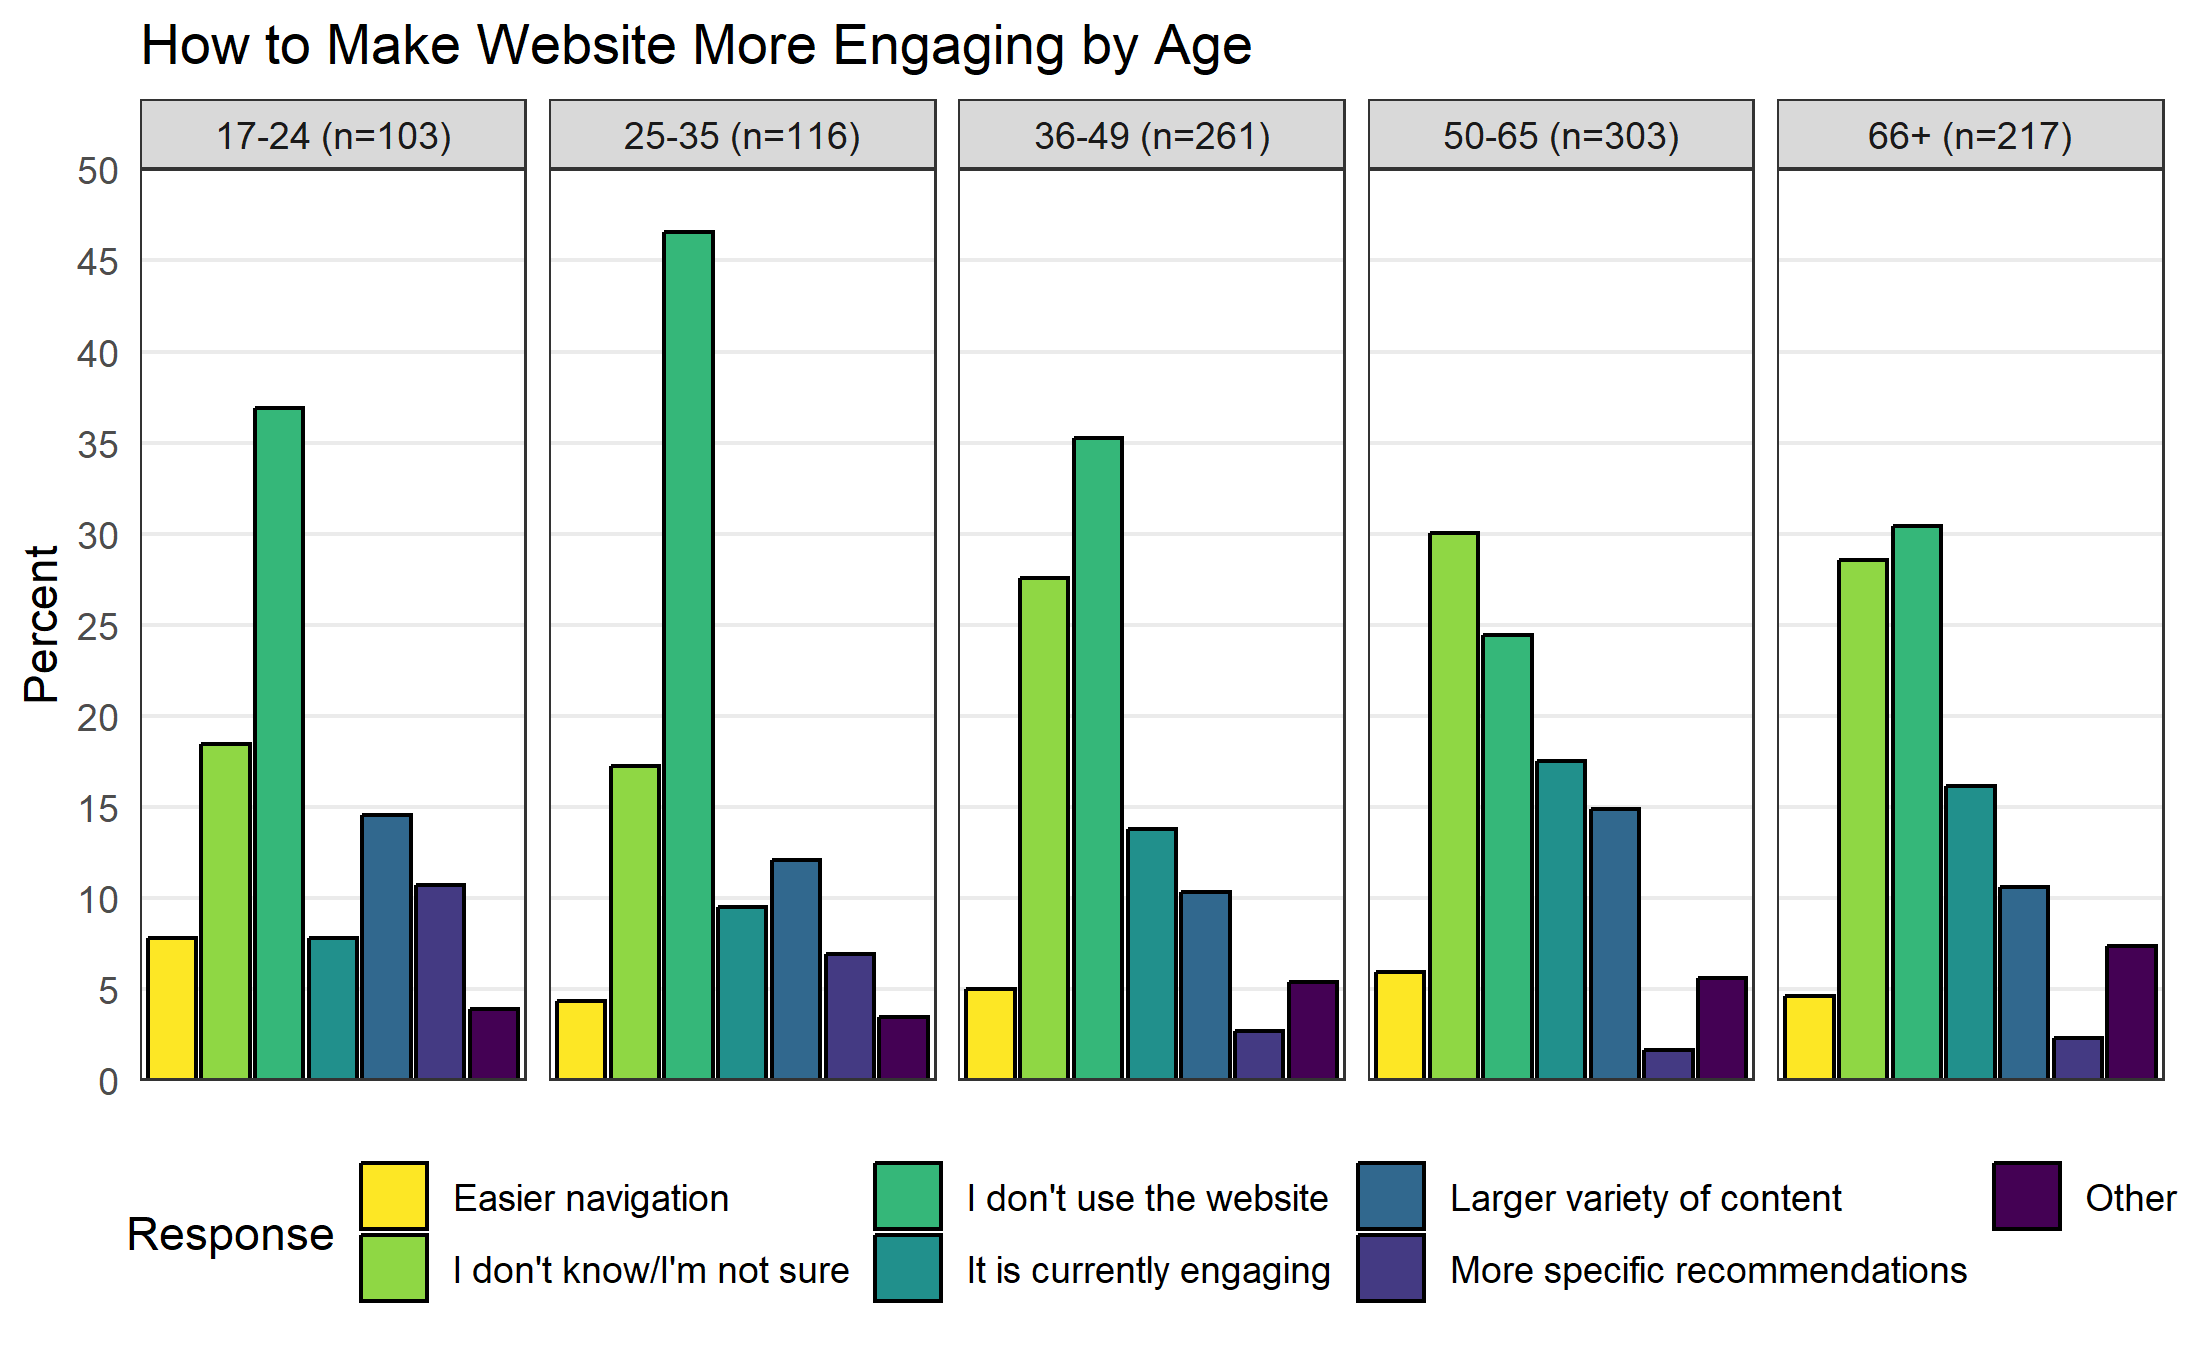 How to Make Website More Engaging by Age
17-24 (n=103)
25-35 (n=116)
36-49 (n=261)
50-65 (n=303)
66+ (n=217)
Percent
50
45
40
35
30
25
20
15
10
5
0
Response
Easier navigation
I don't know/I'm not sure
I don't use the website
It is currently engaging
Larger variety of content
More specific recommendations
Other